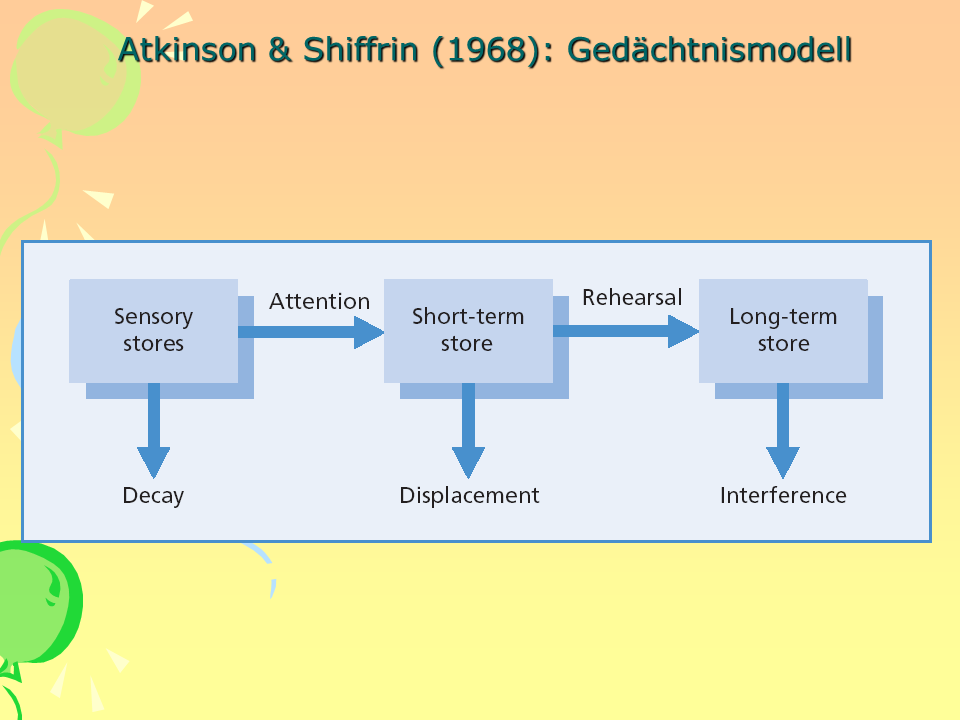 Atkinson & Shiffrin (1968): Gedächtnismodell
Attention
Rehearsal
Sensory
stores
Short-term
store
Long-term
store
Decay
Displacement
Interference